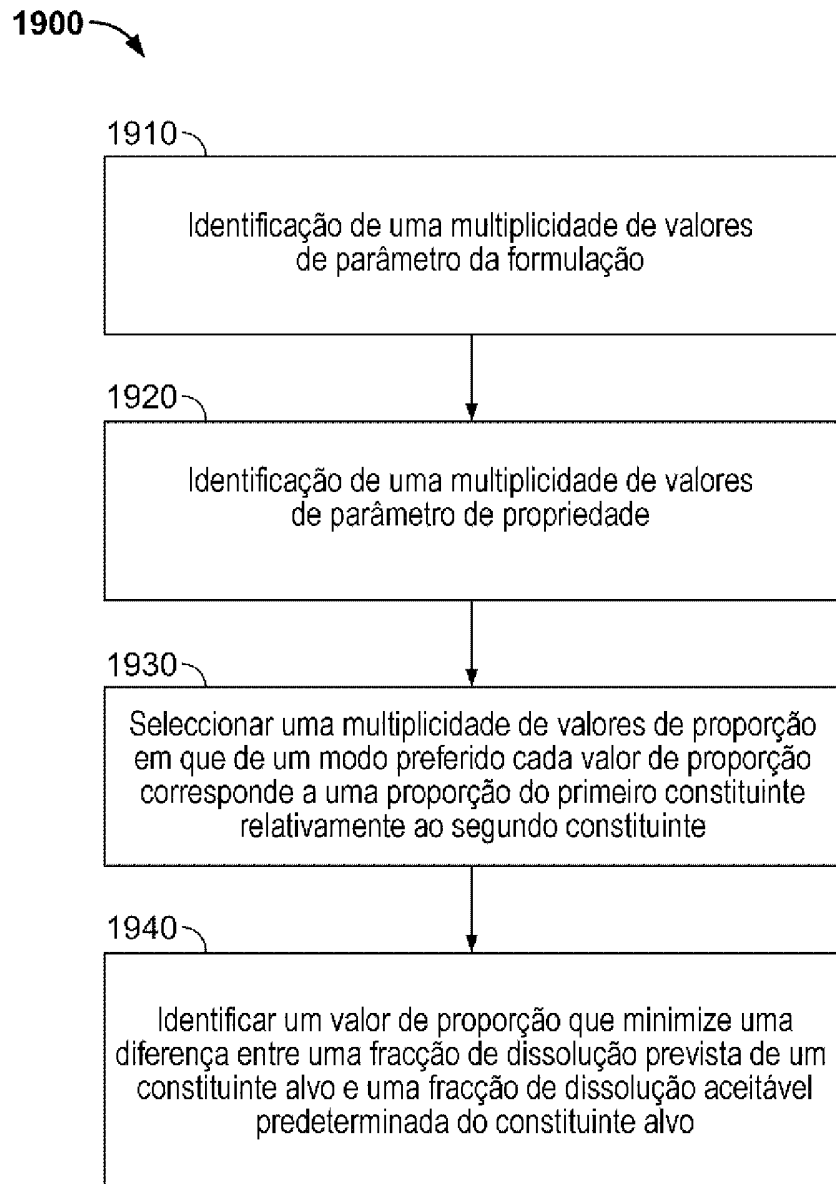 1900
1910
Identificação de uma multiplicidade de valores
de parâmetro da formulação
1920
Identificação de uma multiplicidade de valores
de parâmetro de propriedade
1930
Seleccionar uma multiplicidade de valores de proporção
em que de um modo preferido cada valor de proporção
corresponde a uma proporção do primeiro constituinte
relativamente ao segundo constituinte
1940
Identificar um valor de proporção que minimize uma
diferença entre uma fracção de dissolução prevista de um
constituinte alvo e uma fracção de dissolução aceitável
predeterminada do constituinte alvo